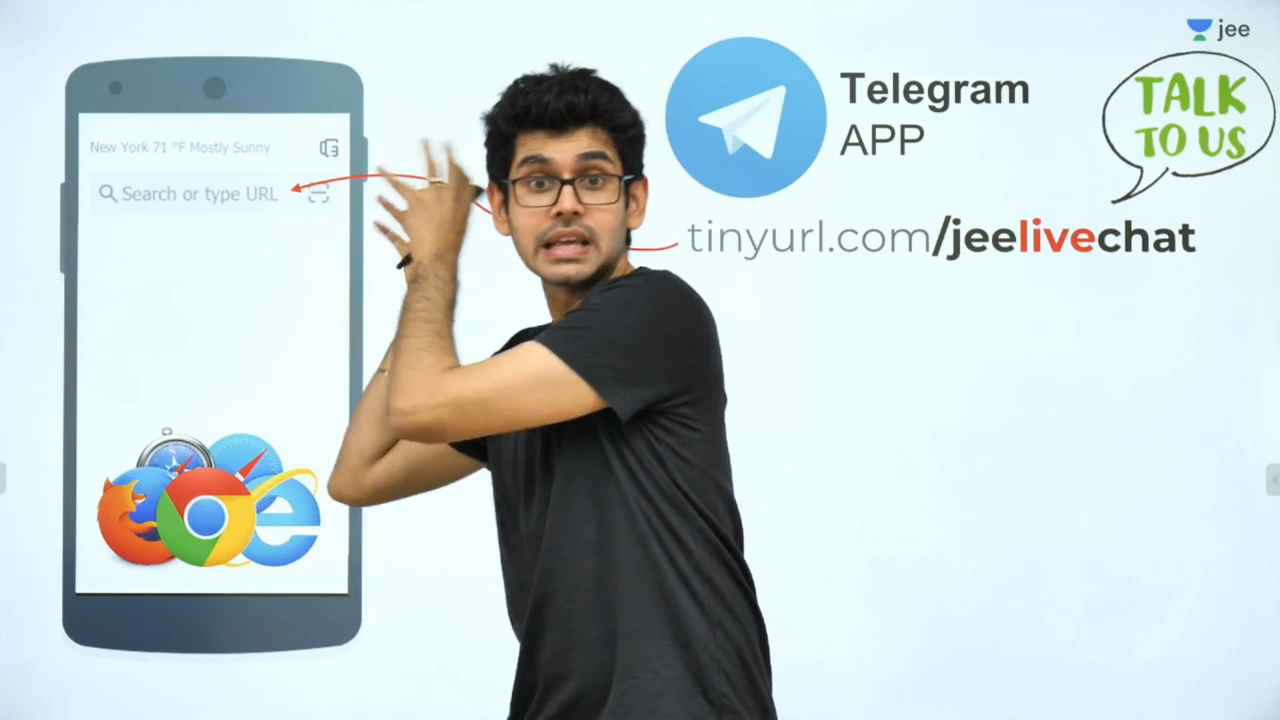 jee
Telegram
APP
TALK
TO US
New York 71 °F Mostly Sunny
Search or type URL
tinyurl.com/jeelivechat